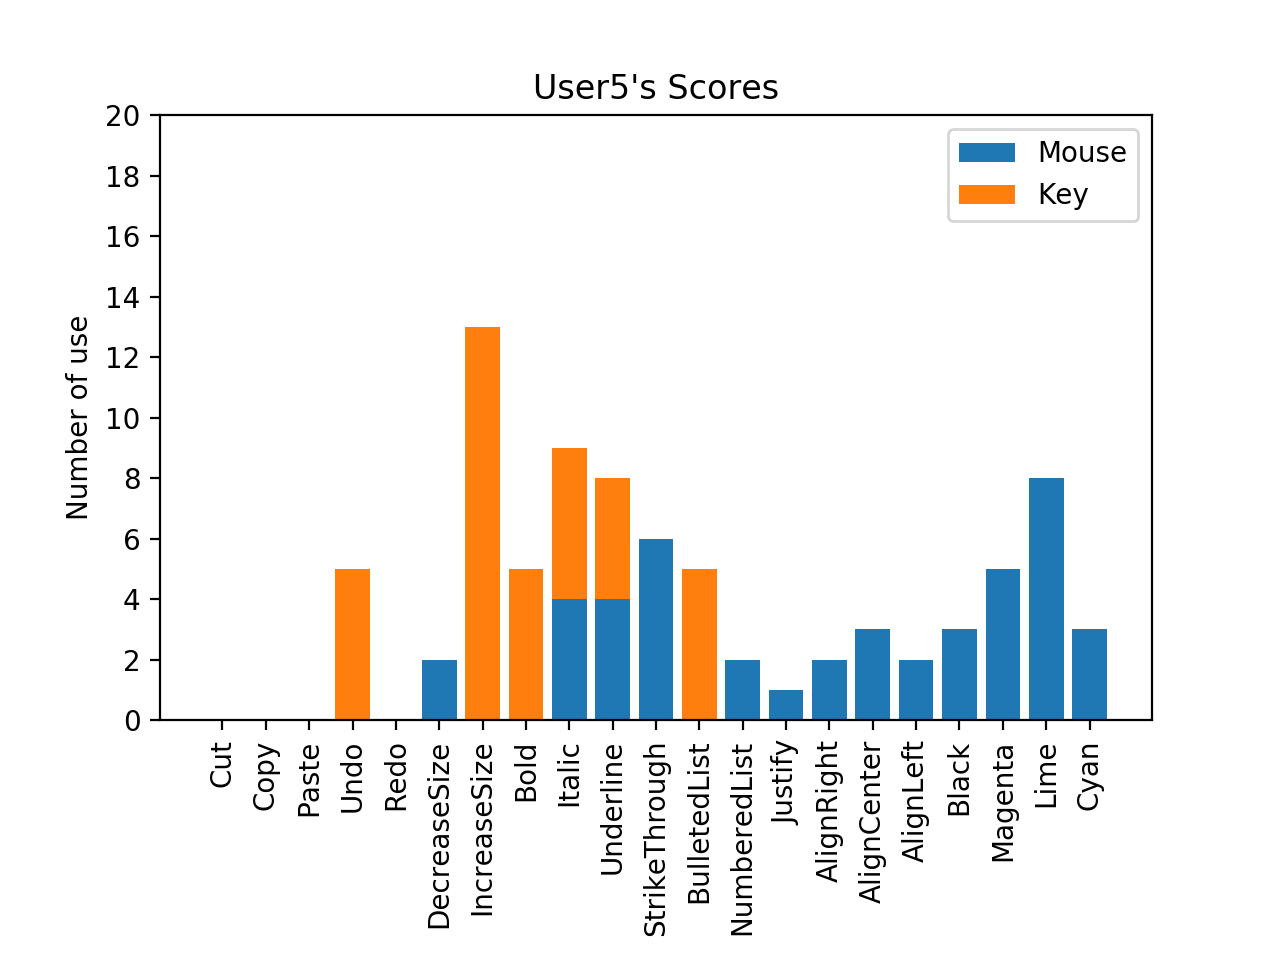 User5's Scores
Mouse
Key
Number of use
20
18
16
14
12
10
8
6
4
2
0
Cut
Copy
Paste
Undo
Redo
DecreaseSize
IncreaseSize
Bold
Italic
Underline
StrikeThrough
BulletedList
NumberedList
Justify
AlignRight
AlignCenter
AlignLeft
Black
Magenta
Lime
Cyan